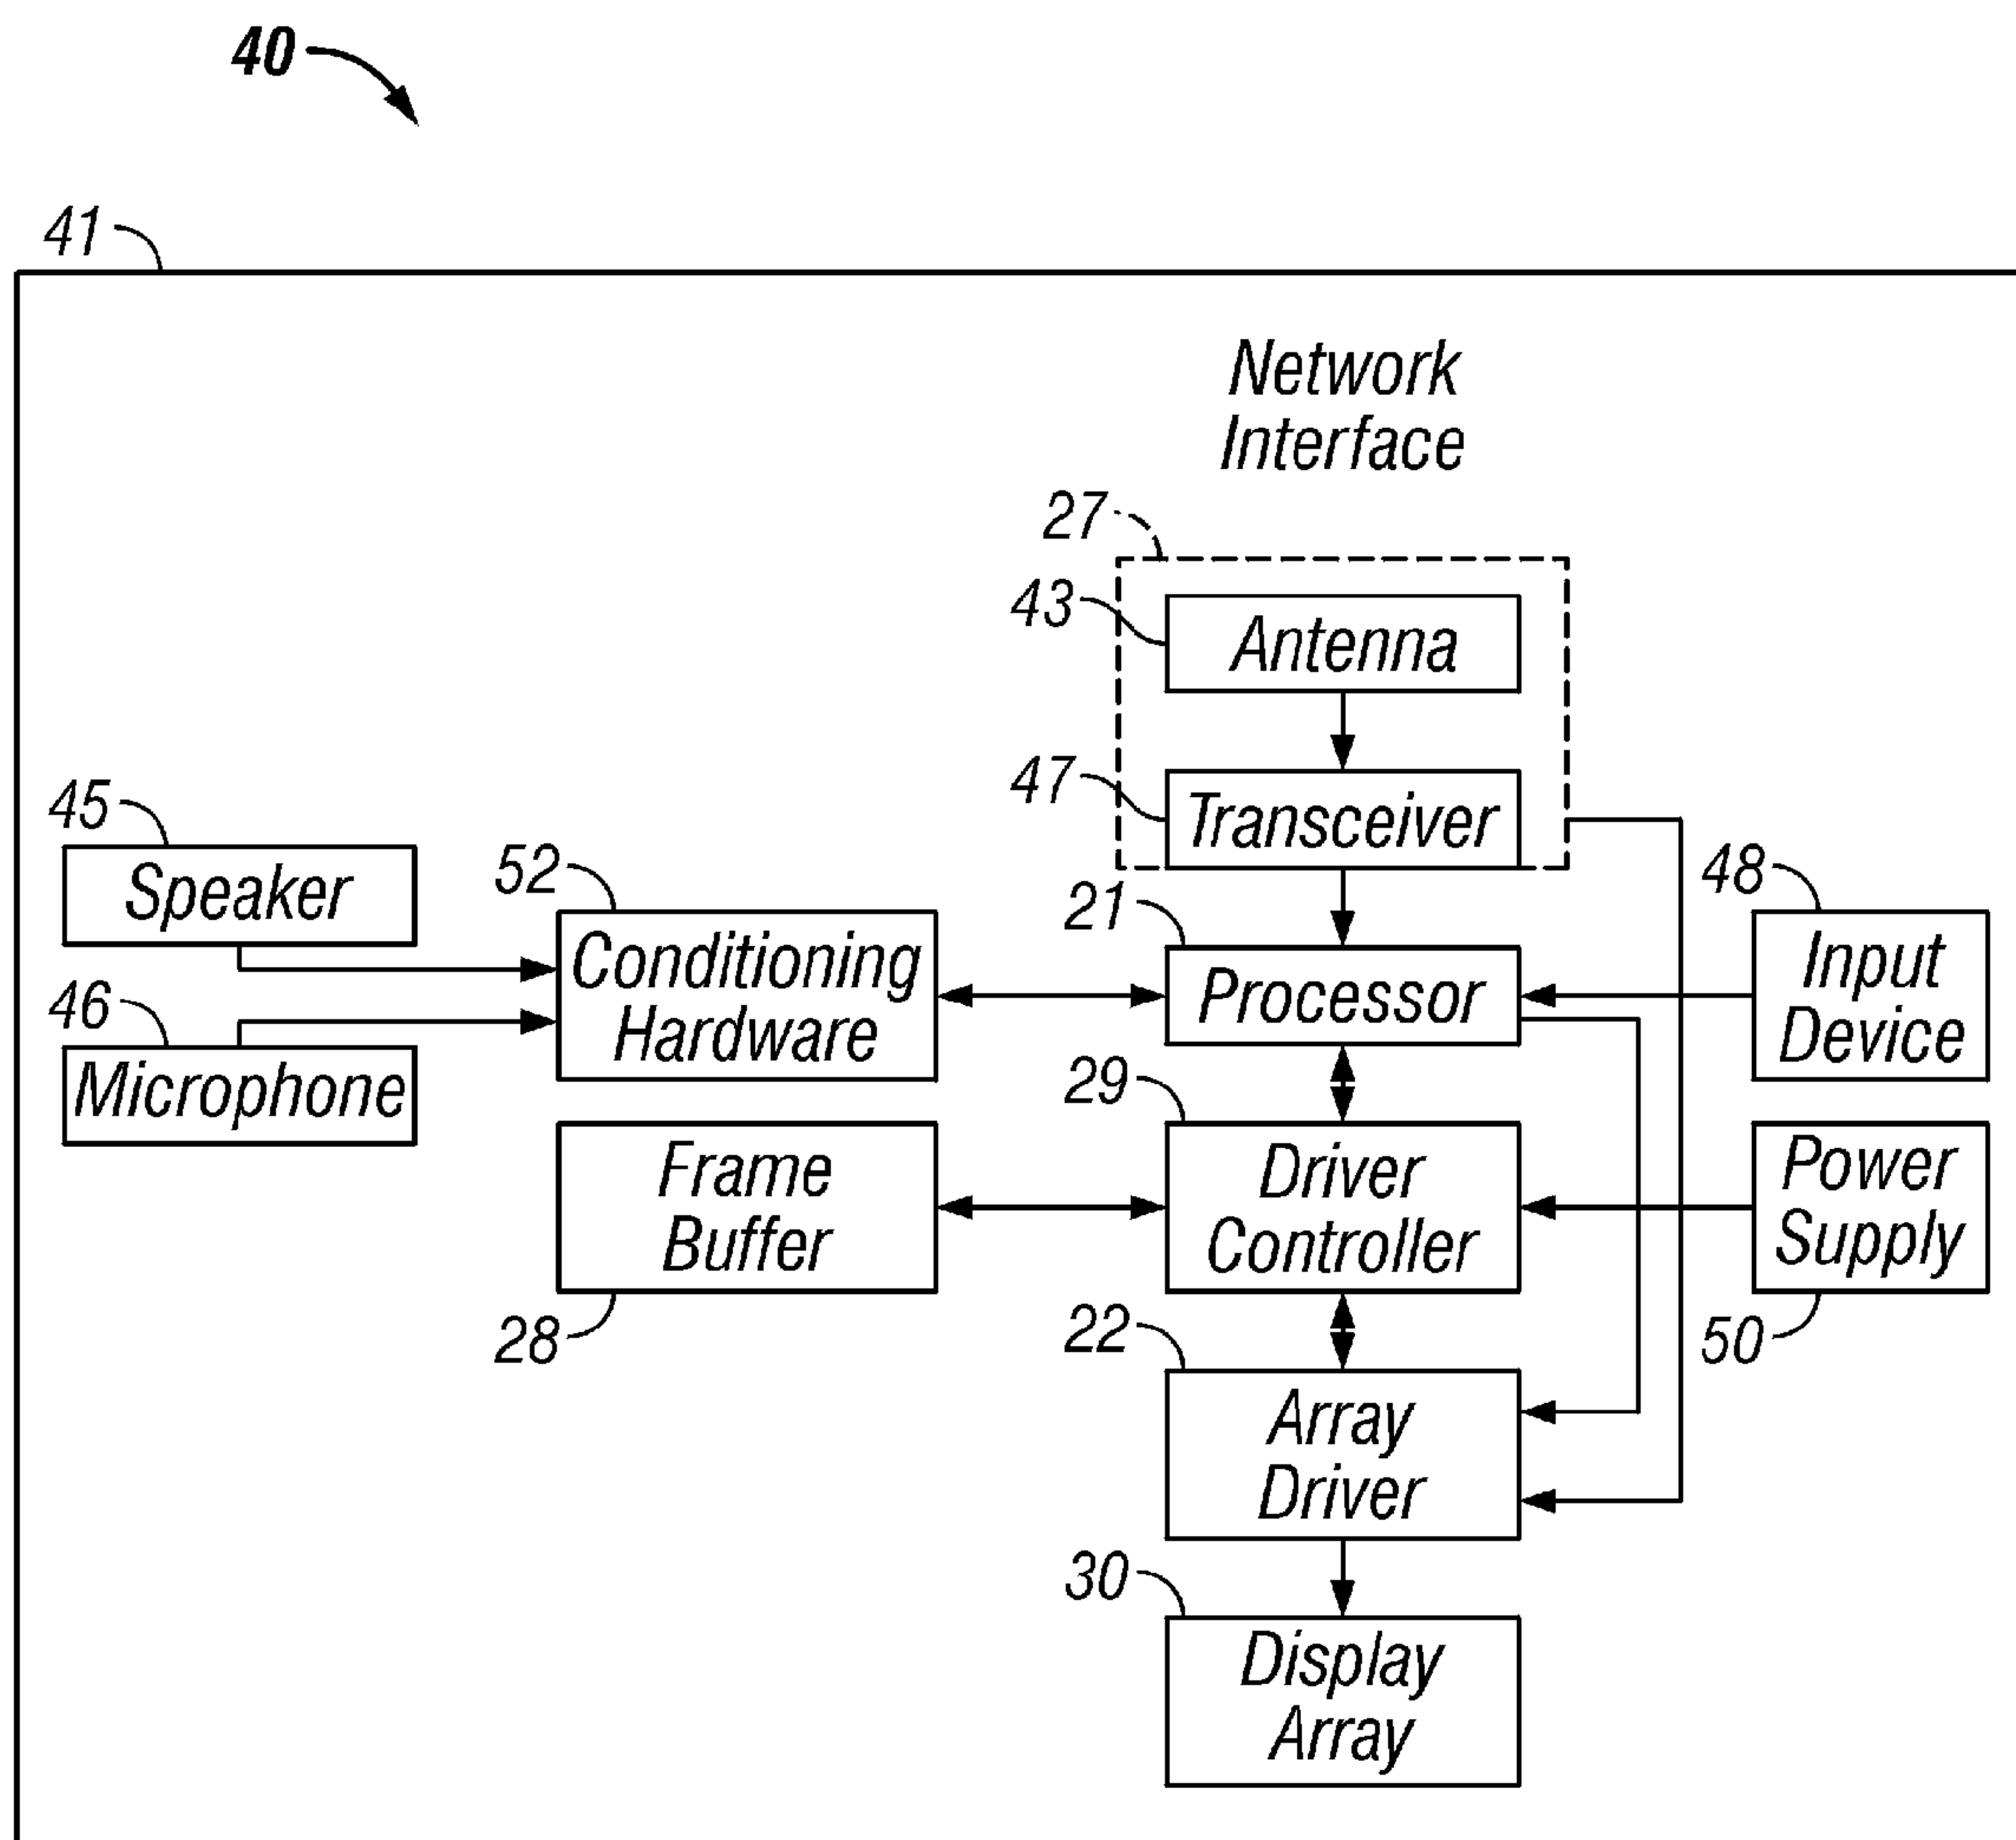 40
41
Network
Interface
27
43
Antenna
47
Transceiver
45
Speaker
52
Conditioning
Hardware
21
Processor
48
Input
Device
46
Microphone
29
Driver
Controller
Frame
Buffer
28
Power
Supply
50
22
Array
Driver
30
Display
Array